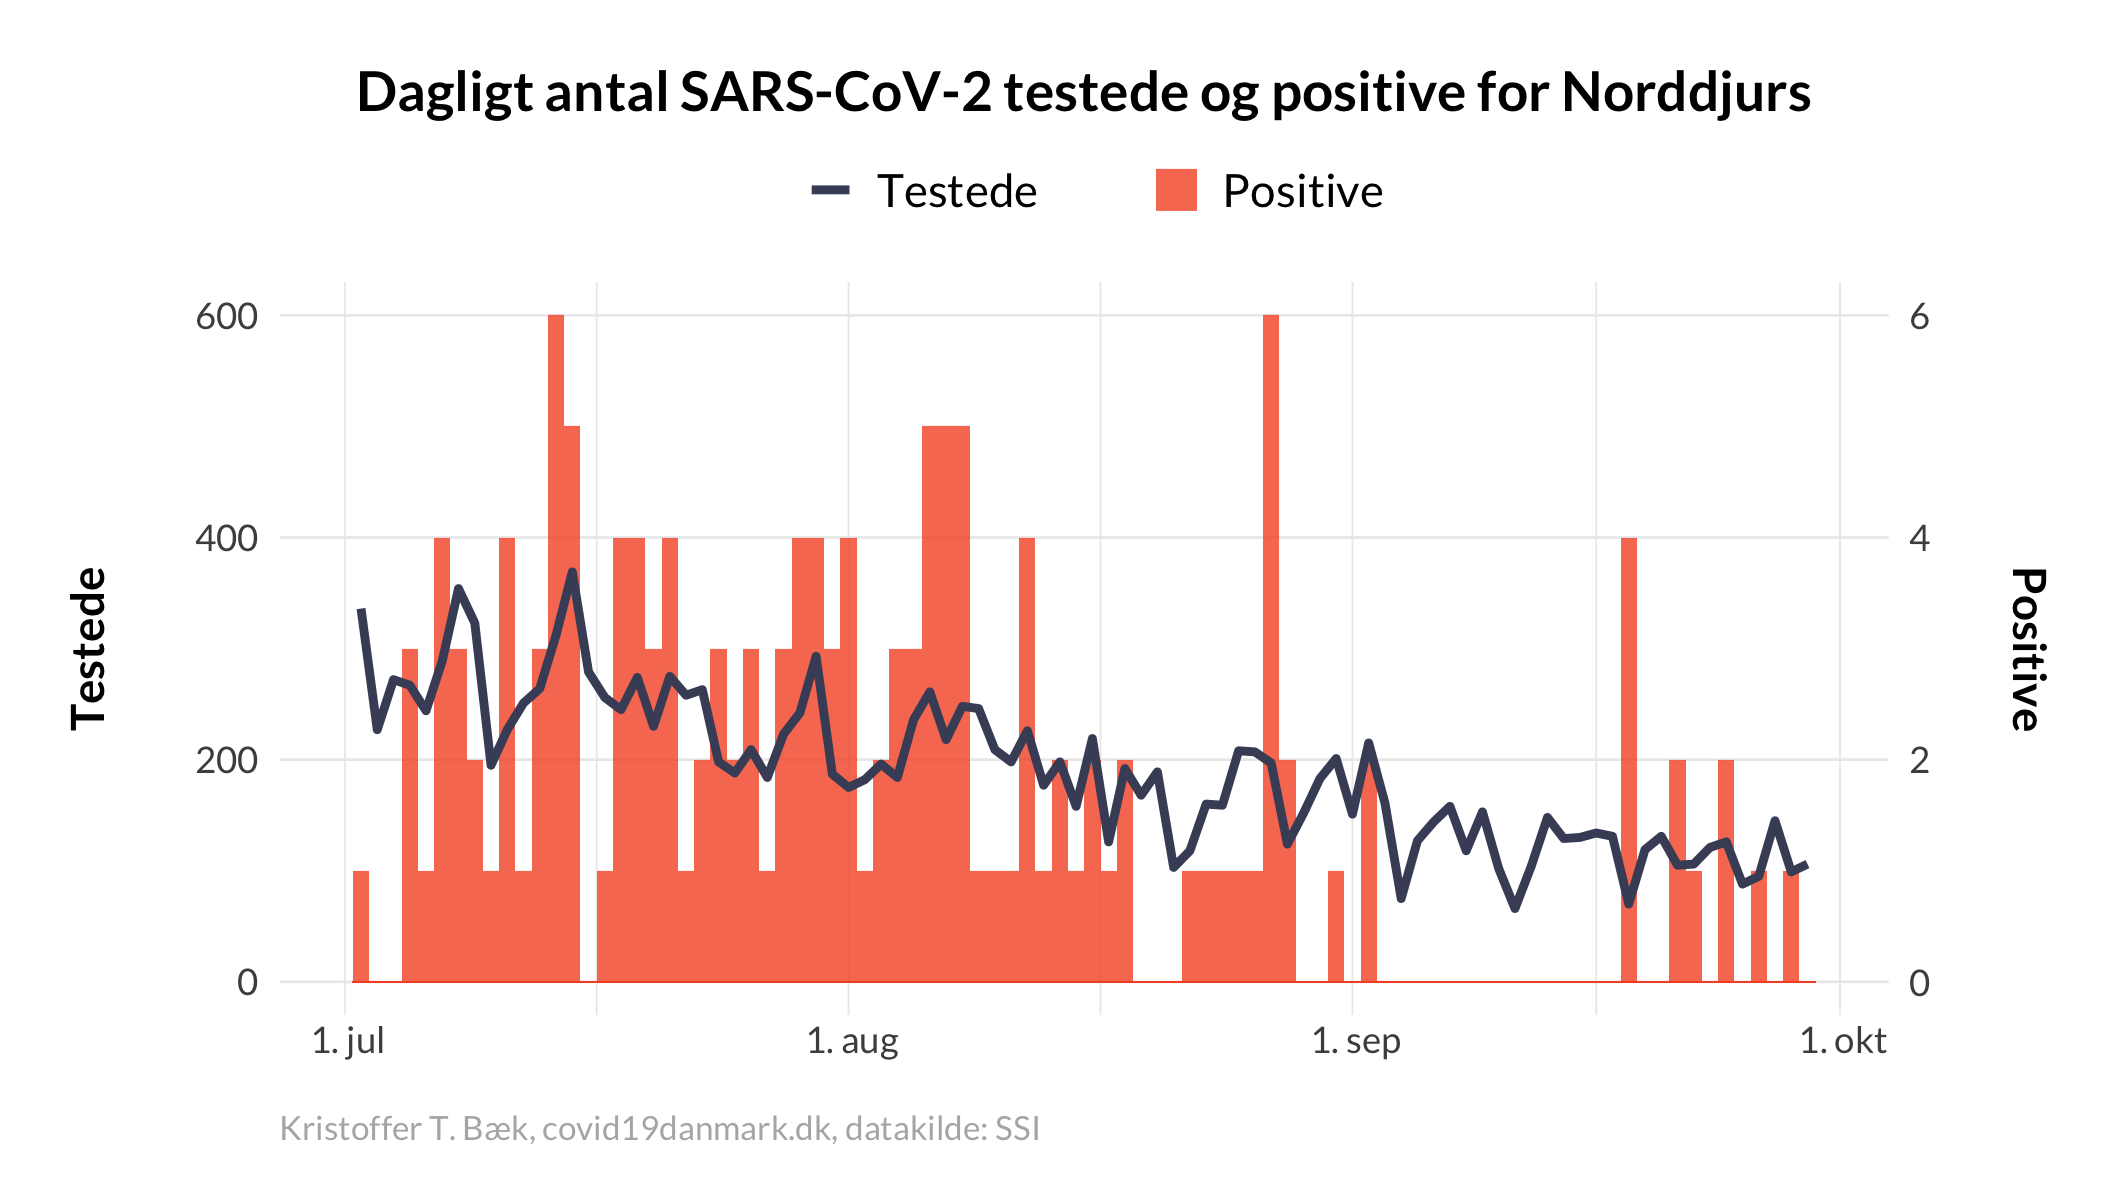 Dagligt antal SARS-CoV-2 testede og positive for Norddjurs
Testede
Positive
600
400
200
0
6
4
2
0
Testede
Positive
1. jul
1. aug
1. sep
1. okt
Kristoffer T. Bæk, covid19danmark.dk, datakilde: SSI